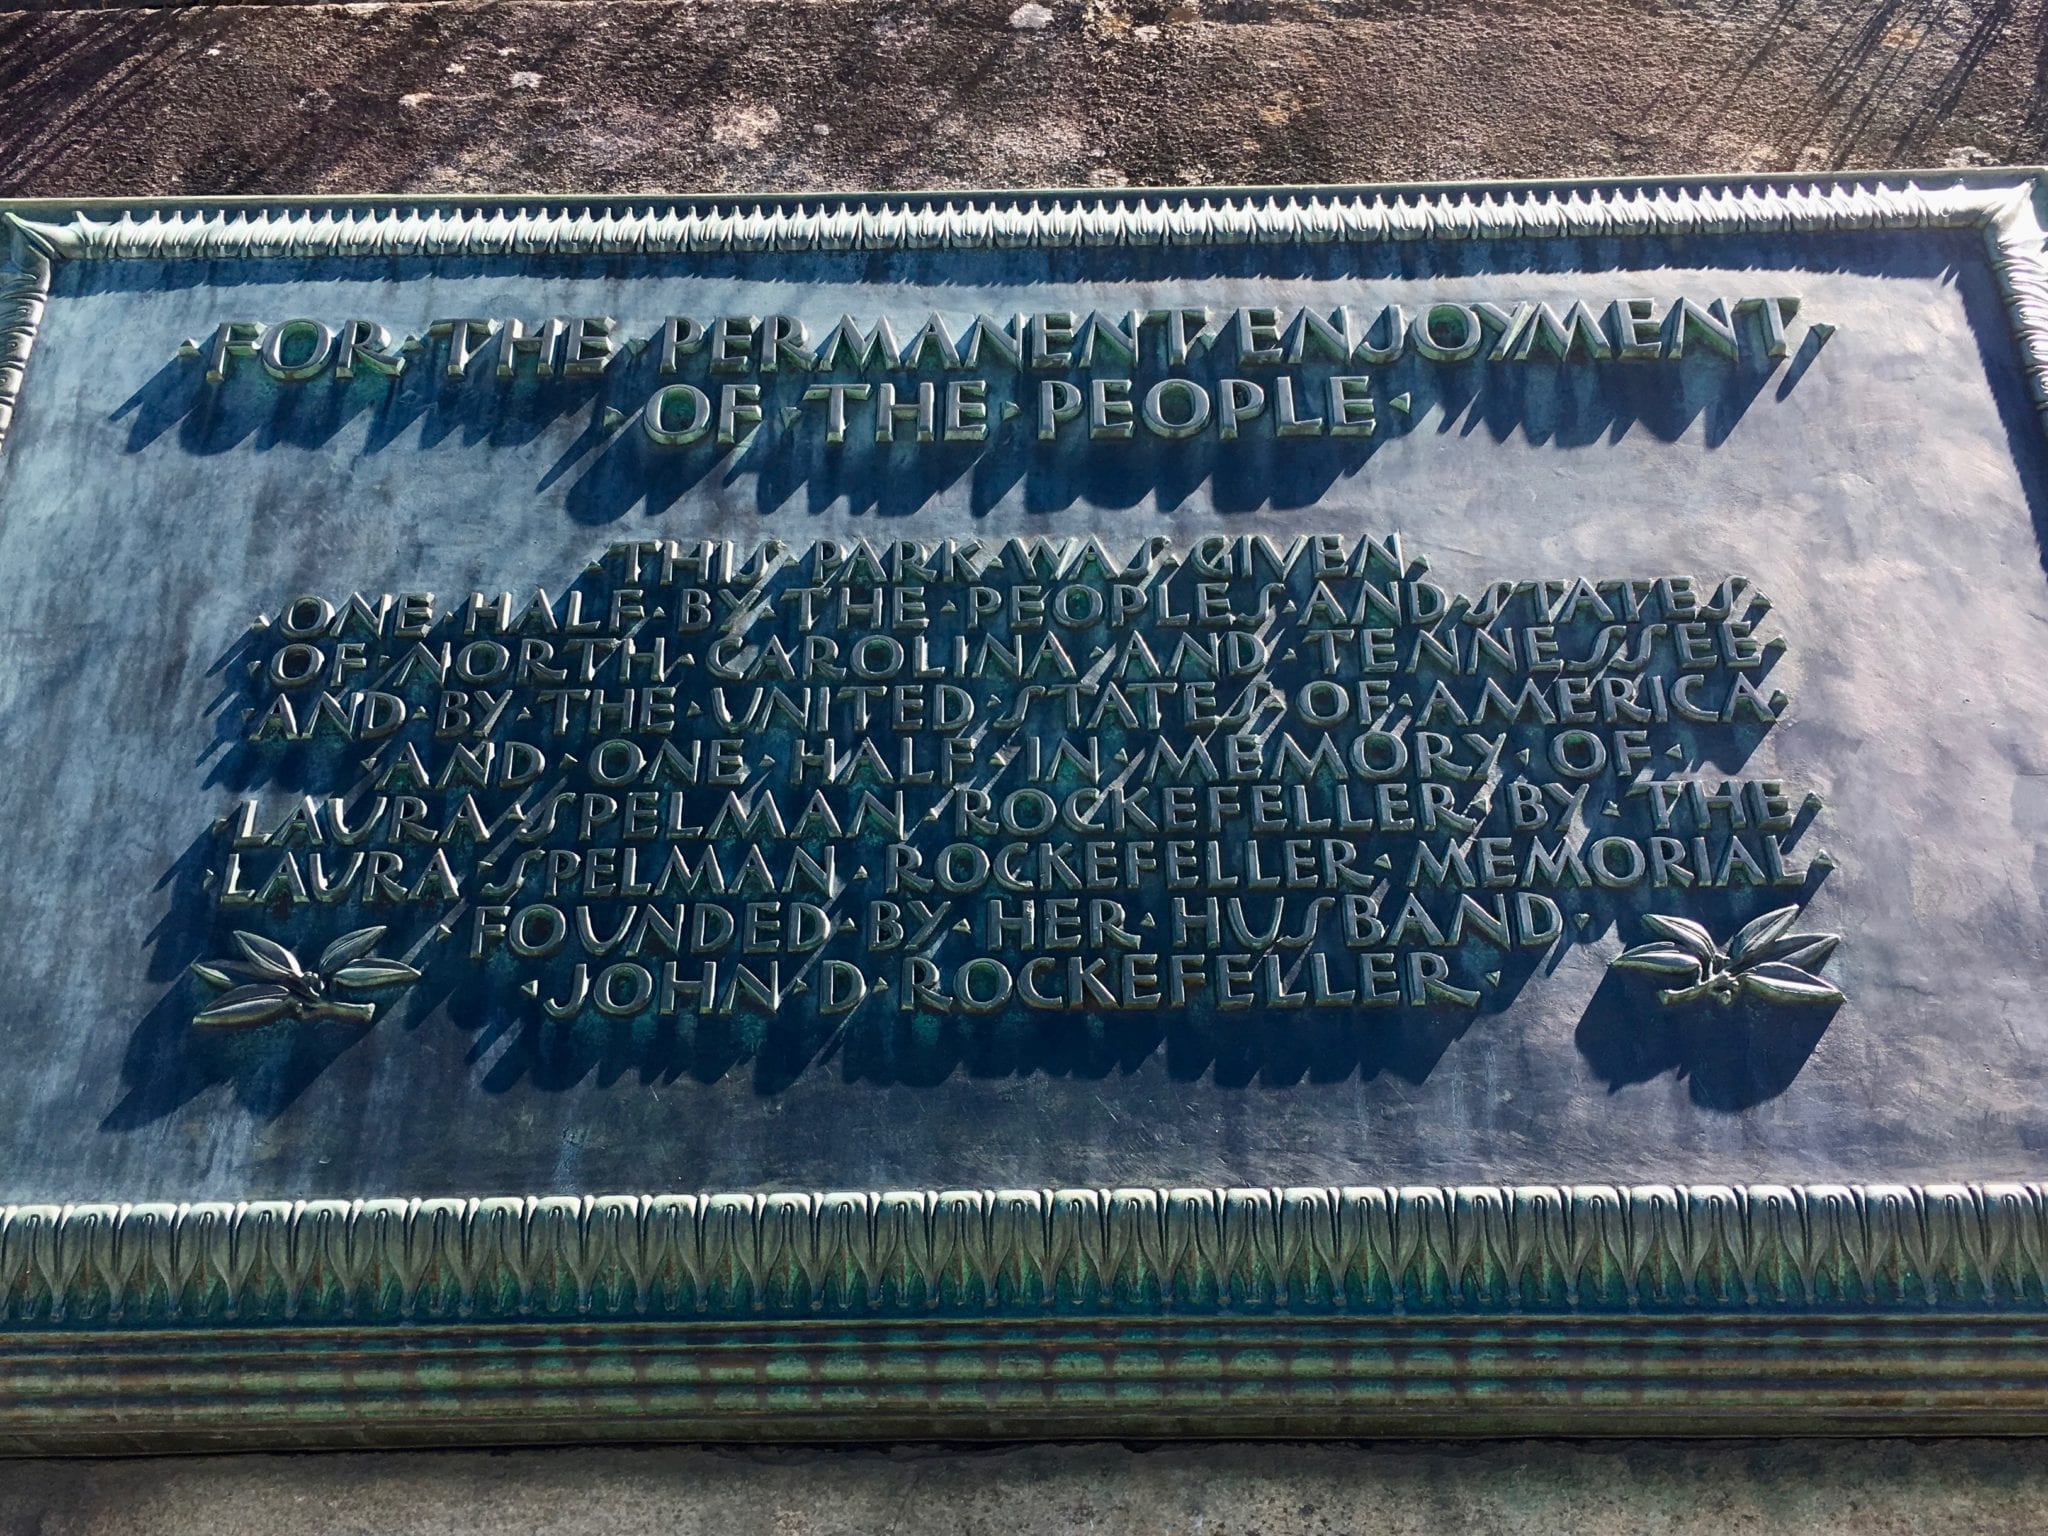 FOR·THE·PERMANENT·ENJOYMENT
·OF·THE·PEOPLE·
·THIS·PARK·WAS·GIVEN·
·ONE·HALF·BY·THE·PEOPLES·AND·STATES·
·OF·NORTH·CAROLINA·AND·TENNESSEE·
·AND·BY·THE·UNITED·STATES·OF·AMERICA·
·AND·ONE·HALF·IN·MEMORY·OF·
·LAURA·SPELMAN·ROCKEFELLER·BY·THE·
·LAURA·SPELMAN·ROCKEFELLER·MEMORIAL·
·FOUNDED·BY·HER·HUSBAND·
·JOHN·D·ROCKEFELLER·